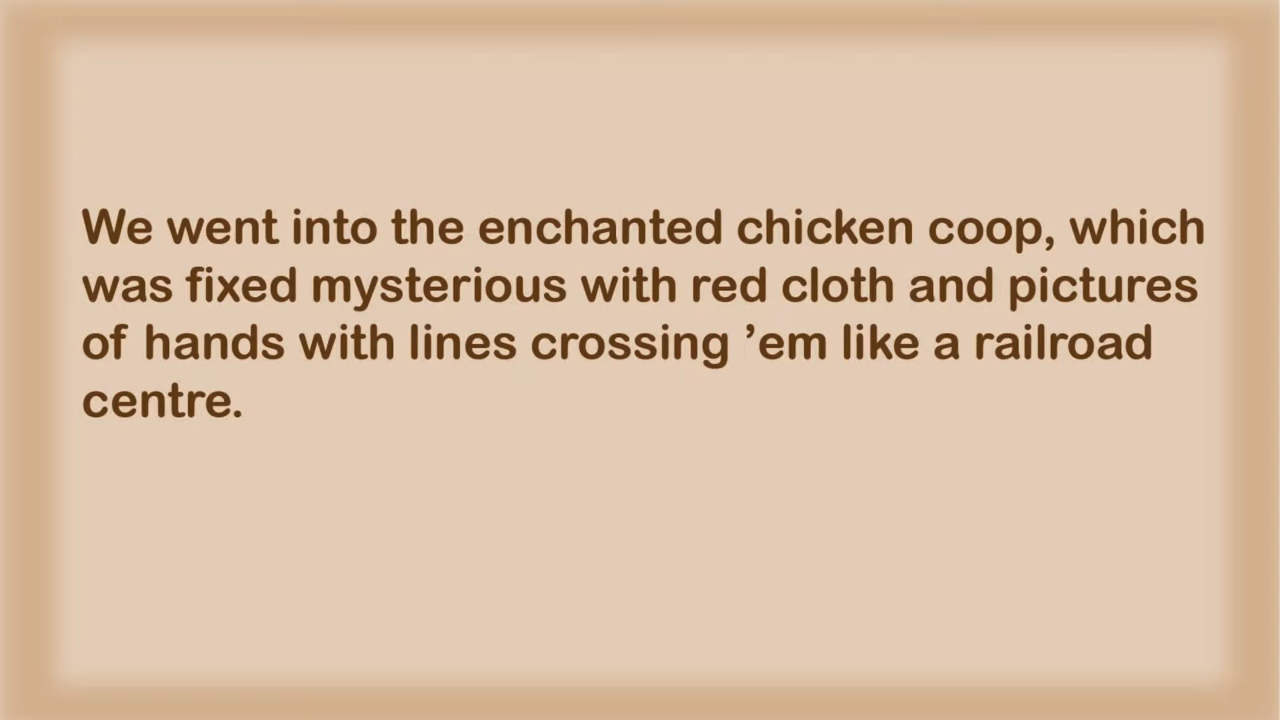 We went into the enchanted chicken coop, which
was fixed mysterious with red cloth and pictures
of hands with lines crossing ’em like a railroad
centre.